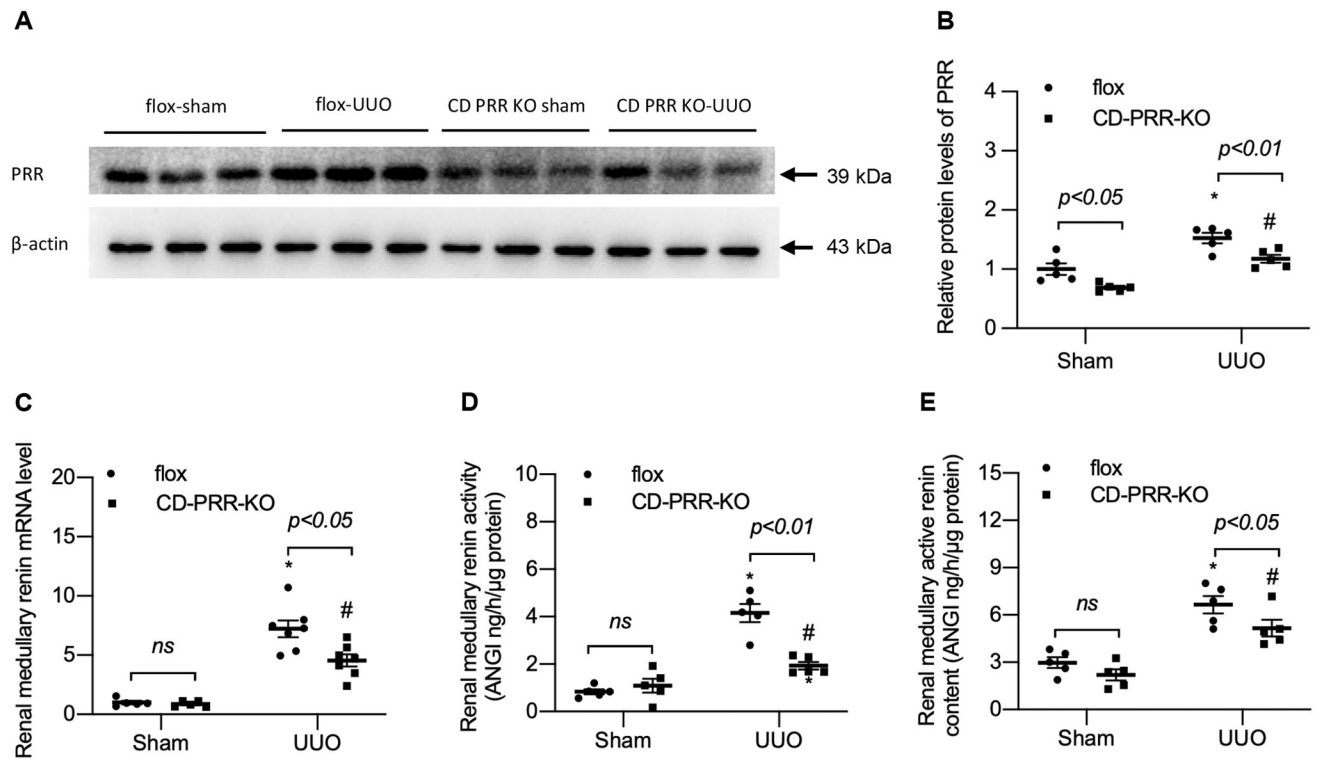 A
flox-sham
flox-UUO
CD PRR KO sham
CD PRR KO-UUO
PRR
39 kDa
β-actin
43 kDa
B
Relative protein levels of PRR
4
3
2
1
0
flox
CD-PRR-KO
p<0.05
p<0.01
*
#
Sham
UUO
C
Renal medullary renin mRNA level
20
15
10
5
0
flox
CD-PRR-KO
ns
p<0.05
*
#
Sham
UUO
D
Renal medullary renin activity
(ANGI ng/h/μg protein)
10
8
6
4
2
0
flox
CD-PRR-KO
ns
p<0.01
*
#
*
Sham
UUO
E
Renal medullary active renin
content (ANGI ng/h/μg protein)
15
12
9
6
3
0
flox
CD-PRR-KO
ns
p<0.05
*
#
Sham
UUO